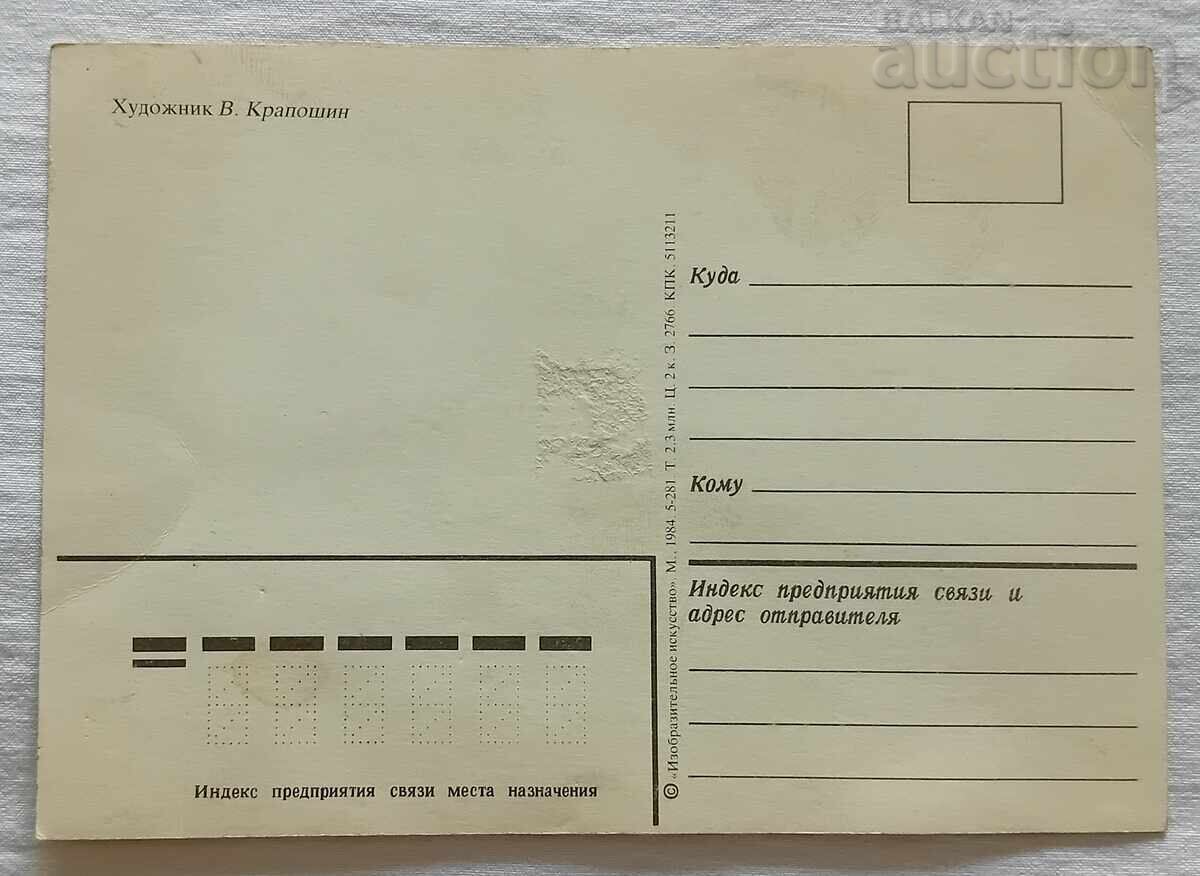 BALKAN
auction
Художник В. Крапошин
© «Изобразительное искусство». М., 1984. 5-281. Т. 2,3 млн. Ц. 2 к. З. 2766. КПК. 5113211
Куда
Кому
Индекс предприятия связи и
адрес отправителя
Индекс предприятия связи места назначения